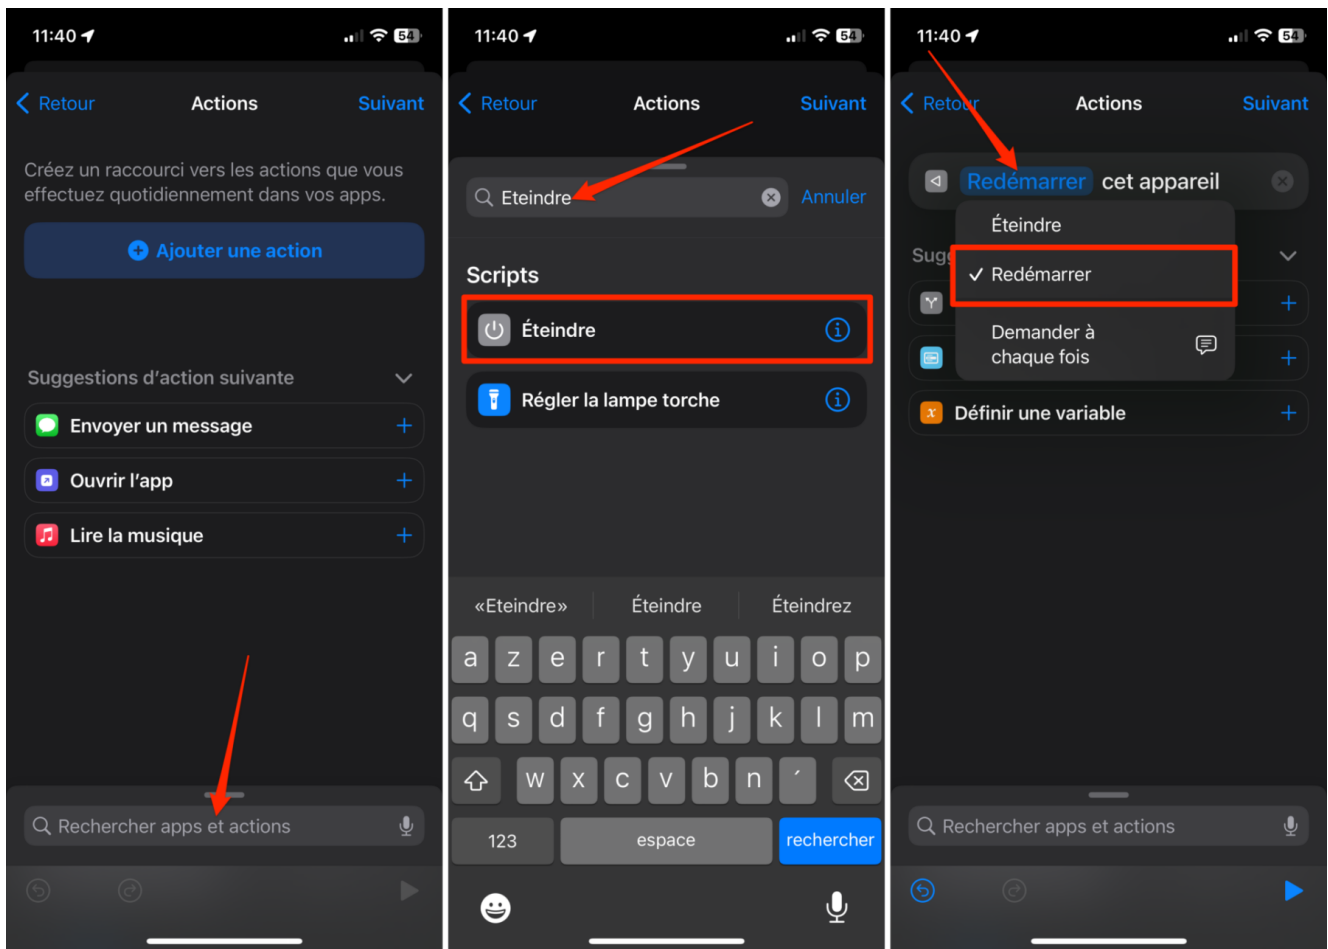 11:40
54
Retour
Actions
Suivant
Créez un raccourci vers les actions que vous
effectuez quotidiennement dans vos apps.
Ajouter une action
Suggestions d'action suivante
Envoyer un message
Ouvrir l'app
Lire la musique
Rechercher apps et actions
11:40
54
Retour
Actions
Suivant
Eteindre
Annuler
Scripts
Éteindre
Régler la lampe torche
«Eteindre»
Éteindre
Éteindrez
a z e r t y u i o p
q s d f g h j k l m
w x c v b n ´
123
espace
rechercher
11:40
54
Retour
Actions
Suivant
Redémarrer cet appareil
Éteindre
Sugg
Redémarrer
Demander à
chaque fois
x
Définir une variable
Rechercher apps et actions